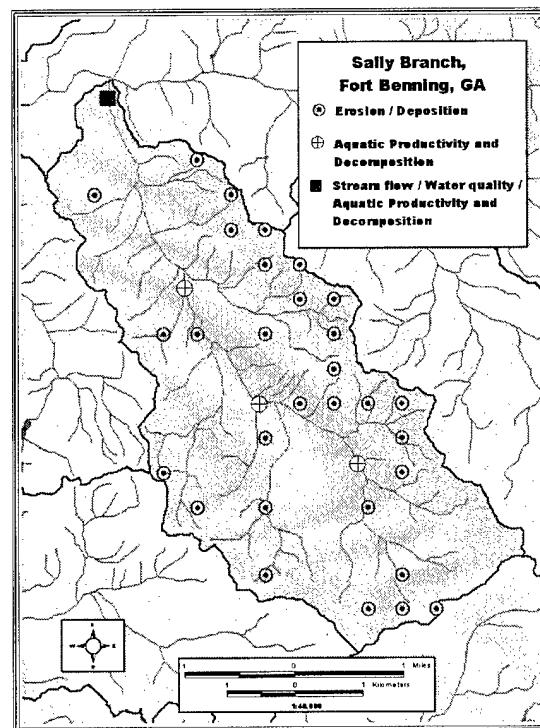 Sally Branch,
Fort Benning, GA
Erosion / Deposition
Aquatic Productivity and
Decomposition
Stream flow / Water quality /
Aquatic Productivity and
Decomposition
W E
1 0 1 Miles
1 0 1 Kilometers